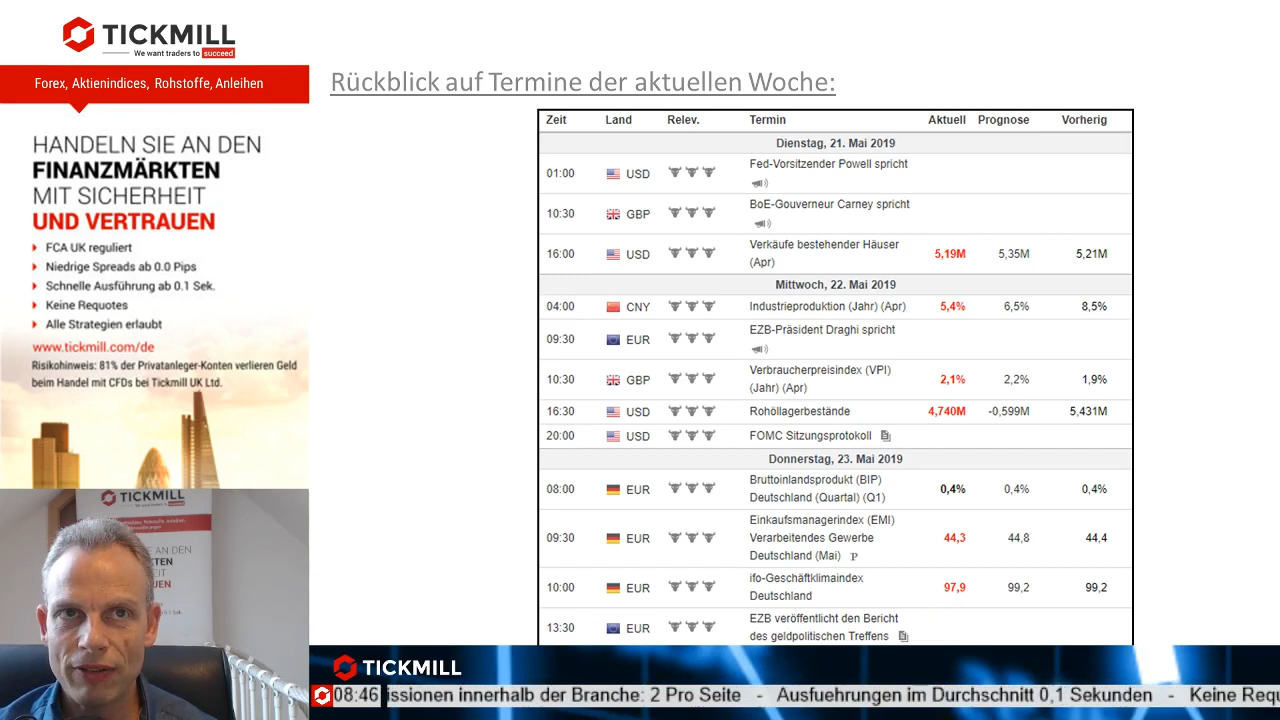 TICKMILL
We want traders to succeed
Forex, Aktienindices, Rohstoffe, Anleihen
HANDELN SIE AN DEN
FINANZMÄRKTEN
MIT SICHERHEIT
UND VERTRAUEN
FCA UK reguliert
Niedrige Spreads ab 0.0 Pips
Schnelle Ausführung ab 0.1 Sek.
Keine Requotes
Alle Strategien erlaubt
www.tickmill.com/de
Risikohinweis: 81% der Privatanleger-Konten verlieren Geld
beim Handel mit CFDs bei Tickmill UK Ltd.
TICKMILL
Rückblick auf Termine der aktuellen Woche:
Zeit Land Relev. Termin Aktuell Prognose Vorherig
Dienstag, 21. Mai 2019
01:00 USD Fed-Vorsitzender Powell spricht
10:30 GBP BoE-Gouverneur Carney spricht
16:00 USD Verkäufe bestehender Häuser
(Apr) 5,19M 5,35M 5,21M
Mittwoch, 22. Mai 2019
04:00 CNY Industrieproduktion (Jahr) (Apr) 5,4% 6,5% 8,5%
09:30 EUR EZB-Präsident Draghi spricht
10:30 GBP Verbraucherpreisindex (VPI)
(Jahr) (Apr) 2,1% 2,2% 1,9%
16:30 USD Rohöllagerbestände 4,740M -0,599M 5,431M
20:00 USD FOMC Sitzungsprotokoll
Donnerstag, 23. Mai 2019
08:00 EUR Bruttoinlandsprodukt (BIP)
Deutschland (Quartal) (Q1) 0,4% 0,4% 0,4%
09:30 EUR Einkaufsmanagerindex (EMI)
Verarbeitendes Gewerbe
Deutschland (Mai) P 44,3 44,8 44,4
10:00 EUR ifo-Geschäftklimaindex
Deutschland 97,9 99,2 99,2
13:30 EUR EZB veröffentlicht den Bericht
des geldpolitischen Treffens
TICKMILL
08:46 issionen innerhalb der Branche: 2 Pro Seite - Ausfuehrungen im Durchschnitt 0,1 Sekunden - Keine Requ